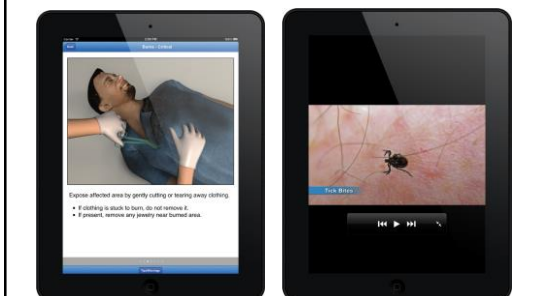 Burns - Critical
Expose affected area by gently cutting or tearing away clothing.
• If clothing is stuck to burn, do not remove it.
• If present, remove any jewelry near burned area.
Tick Bites